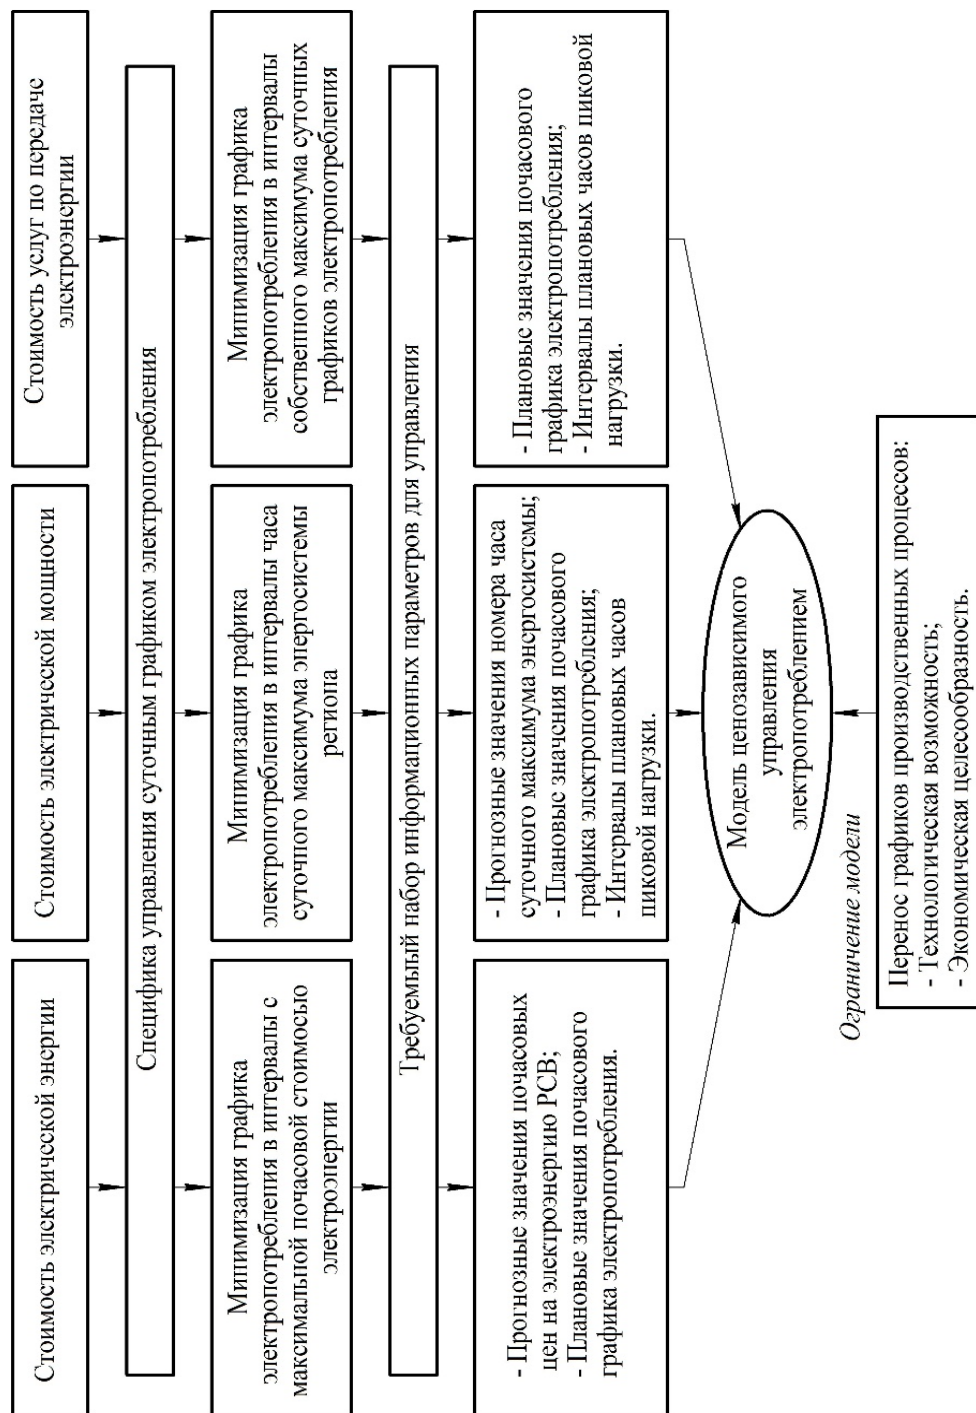 Стоимость электрической энергии
Стоимость электрической мощности
Стоимость услуг по передаче
электроэнергии
Специфика управления суточным графиком электропотребления
Минимизация графика
электропотребления в интервалы с
максимальной почасовой стоимосью
электроэнергии
Минимизация графика
электропотребления в интервалы часа
суточного максимума энергосистемы
региона
Минимизация графика
электропотребления в интервалы
собственного максимума суточных
графиков электропотребления
Требуемый набор информационных параметров для управления
- Прогнозные значения почасовых
цен на электроэнергию РСВ;
- Плановые значения почасового
графика электропотребления.
- Прогнозные значения номера часа
суточного максимума энергосистемы;
- Плановые значения почасового
графика электропотребления;
- Интервалы плановых часов
пиковой нагрузки.
- Плановые значения почасового
графика электропотребления;
- Интервалы плановых часов пиковой
нагрузки.
Модель ценозависимого
управления
электропотреблением
Ограничение модели
Перенос графиков производственных процессов:
- Технологическая возможность;
- Экономическая целесообразность.